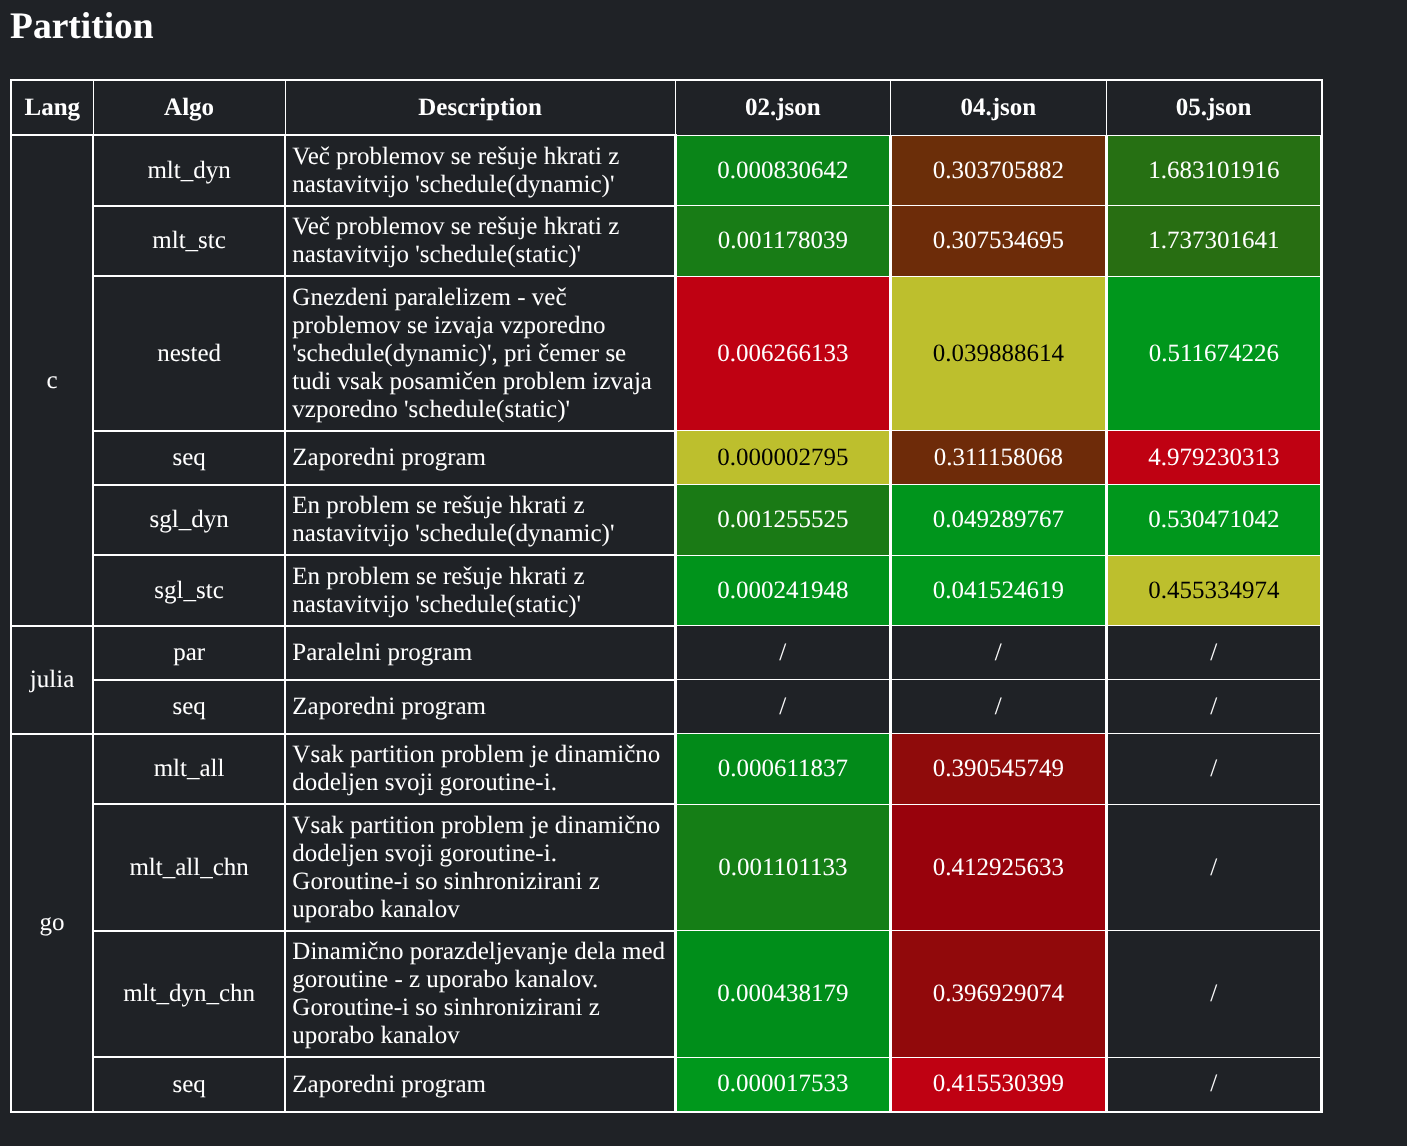 Partition
Lang Algo Description 02.json 04.json 05.json
c
mlt_dyn
Več problemov se rešuje hkrati z
nastavitvijo 'schedule(dynamic)'
0.000830642 0.303705882 1.683101916
mlt_stc
Več problemov se rešuje hkrati z
nastavitvijo 'schedule(static)'
0.001178039 0.307534695 1.737301641
nested
Gnezdeni paralelizem - več
problemov se izvaja vzporedno
'schedule(dynamic)', pri čemer se
tudi vsak posamičen problem izvaja
vzporedno 'schedule(static)'
0.006266133 0.039888614 0.511674226
seq Zaporedni program 0.000002795 0.311158068 4.979230313
sgl_dyn
En problem se rešuje hkrati z
nastavitvijo 'schedule(dynamic)'
0.001255525 0.049289767 0.530471042
sgl_stc
En problem se rešuje hkrati z
nastavitvijo 'schedule(static)'
0.000241948 0.041524619 0.455334974
julia
par Paralelni program / / /
seq Zaporedni program / / /
go
mlt_all
Vsak partition problem je dinamično
dodeljen svoji goroutine-i.
0.000611837 0.390545749 /
mlt_all_chn
Vsak partition problem je dinamično
dodeljen svoji goroutine-i.
Goroutine-i so sinhronizirani z
uporabo kanalov
0.001101133 0.412925633 /
mlt_dyn_chn
Dinamično porazdeljevanje dela med
goroutine - z uporabo kanalov.
Goroutine-i so sinhronizirani z
uporabo kanalov
0.000438179 0.396929074 /
seq Zaporedni program 0.000017533 0.415530399 /